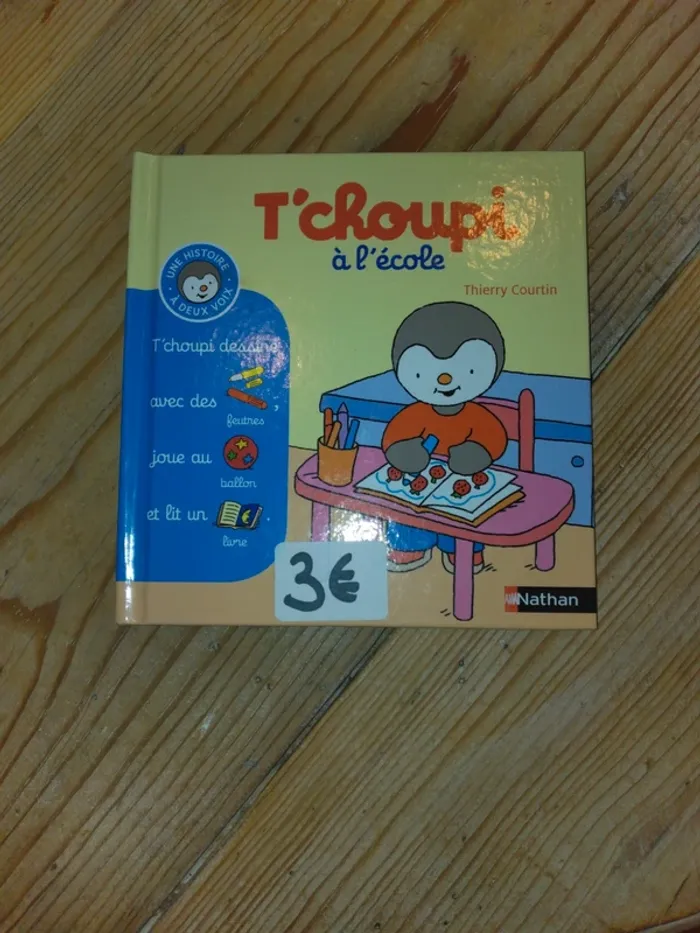 T'choupi
à l'école
Thierry Courtin
UNE HISTOIRE
À DEUX VOIX
T'choupi dessine
avec des ,
feutres
joue au
ballon
et lit un .
livre
3€
Nathan